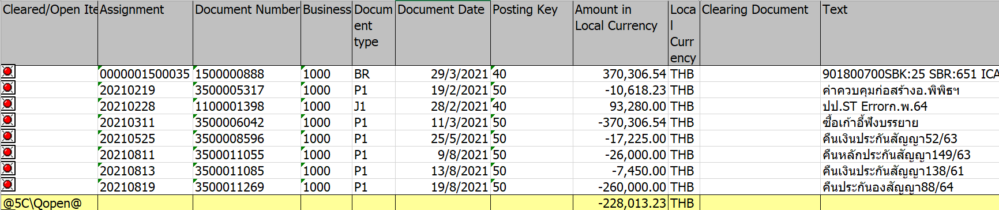 Cleared/Open Ite Assignment Document Number Business Docum ent type Document Date Posting Key Amount in Local Currency Loca l Curr ency Clearing Document Text
0000001500035 1500000888 1000 BR 29/3/2021 40 370,306.54 THB 901800700SBK:25 SBR:651 ICA
20210219 3500005317 1000 P1 19/2/2021 50 -10,618.23 THB ค่าควบคุมก่อสร้างอ.พิพิธฯ
20210228 1100001398 1000 J1 28/2/2021 40 93,280.00 THB ปป.ST Errorก.พ.64
20210311 3500006042 1000 P1 11/3/2021 50 -370,306.54 THB ซื้อเก้าอี้ฟังบรรยาย
20210525 3500008596 1000 P1 25/5/2021 50 -17,225.00 THB คืนเงินประกันสัญญา52/63
20210811 3500011055 1000 P1 9/8/2021 50 -26,000.00 THB คืนหลักประกันสัญญา149/63
20210813 3500011085 1000 P1 13/8/2021 50 -7,450.00 THB คืนเงินประกันสัญญา138/61
20210819 3500011269 1000 P1 19/8/2021 50 -260,000.00 THB คืนประกันองสัญญา88/64
@5C\Qopen@ -228,013.23 THB